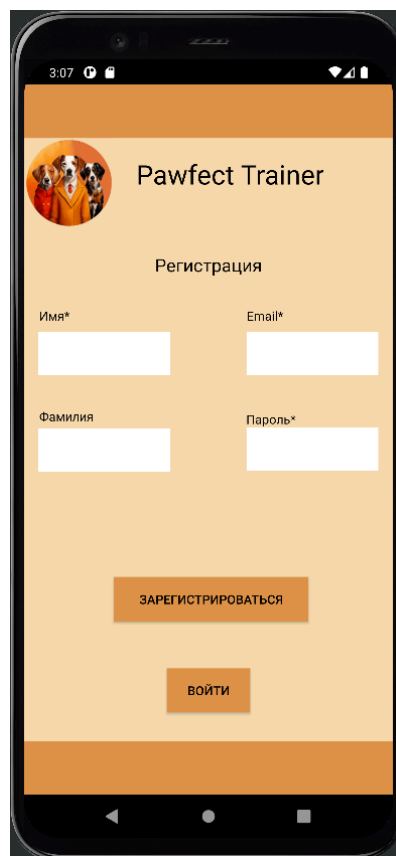 3:07
Pawfect Trainer
Регистрация
Имя*
Email*
Фамилия
Пароль*
ЗАРЕГИСТРИРОВАТЬСЯ
ВОЙТИ